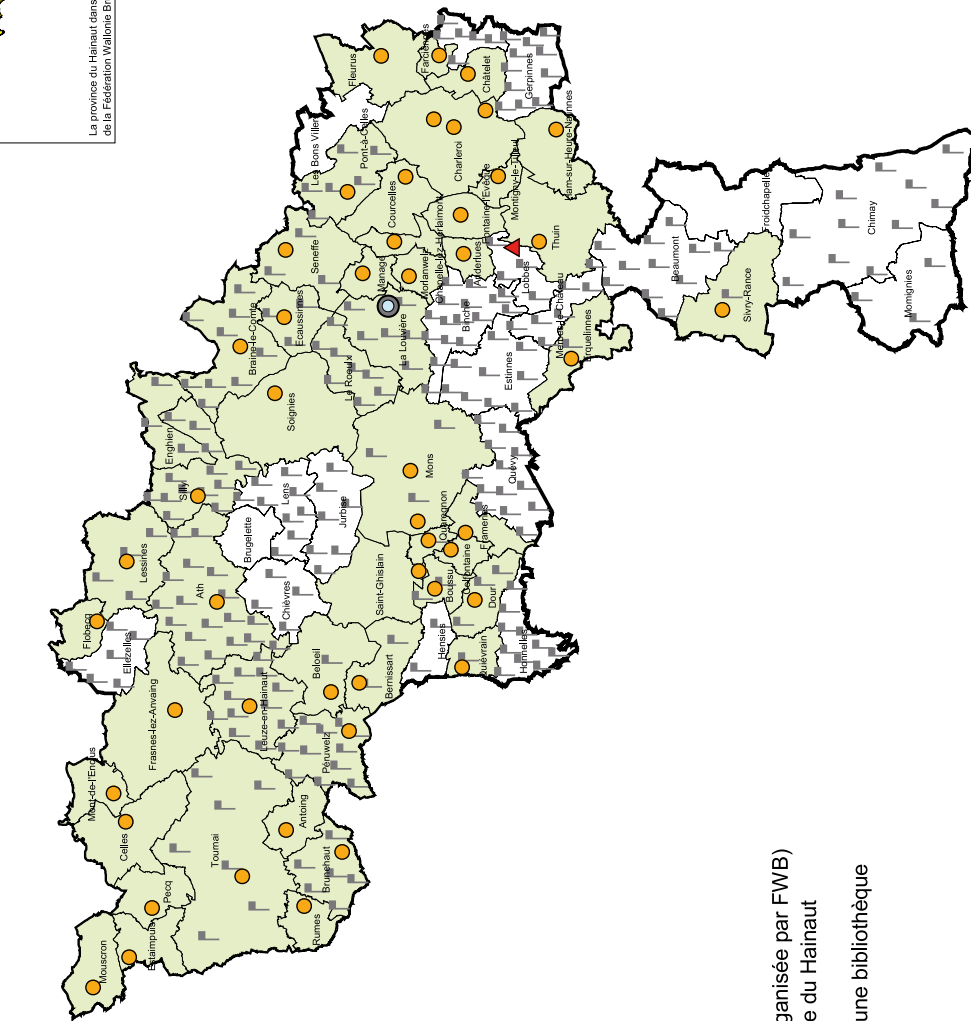 La province du Hainaut dans
de la Fédération Wallonie Br
Mouscron
Estaimpuis
Pecq
Celles
Mont-de-l'Enclus
Tournai
Rumes
Brunehaut
Antoing
Frasnes-lez-Anvaing
Leuze-en-Hainaut
Péruwelz
Beloeil
Bernissart
Flobecq
Ellezelles
Lessines
Ath
Chièvres
Brugelette
Silly
Enghien
Lens
Jurbise
Saint-Ghislain
Hensies
Quiévrain
Honnelles
Dour
Boussu
Colfontaine
Quaregnon
Frameries
Mons
Quévy
Soignies
Braine-le-Comte
Ecaussinnes
Le Roeulx
La Louvière
Manage
Morlanwelz
Seneffe
Binche
Estinnes
Erquelinnes
Merbes-le-Château
Lobbes
Anderlues
Chapelle-lez-Herlaimont
Fontaine-l'Evêque
Montigny-le-Tilleul
Thuin
Ham-sur-Heure-Nalinnes
Courcelles
Pont-à-Celles
Les Bons Viller
Charleroi
Fleurus
Farciennes
Châtelet
Gerpinnes
Beaumont
Froidchapelle
Sivry-Rance
Chimay
Momignies
ganisée par FWB)
e du Hainaut
une bibliothèque